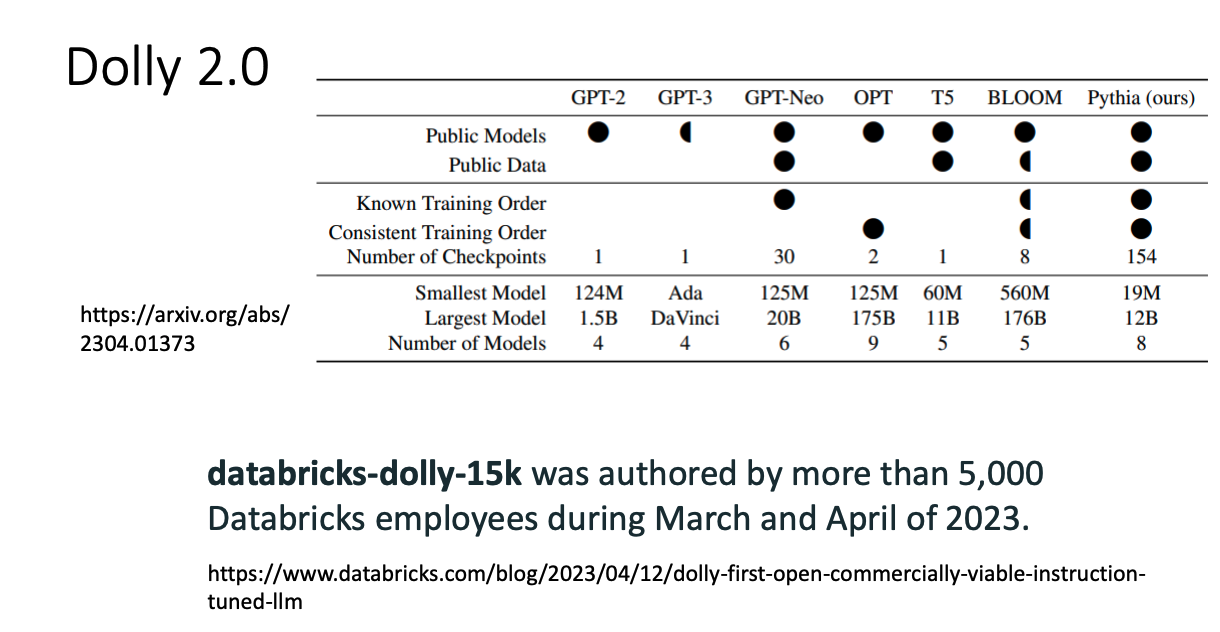 Dolly 2.0
GPT-2 GPT-3 GPT-Neo OPT T5 BLOOM Pythia (ours)
Public Models
Public Data
Known Training Order
Consistent Training Order
Number of Checkpoints 1 1 30 2 1 8 154
Smallest Model 124M Ada 125M 125M 60M 560M 19M
Largest Model 1.5B DaVinci 20B 175B 11B 176B 12B
Number of Models 4 4 6 9 5 5 8
https://arxiv.org/abs/
2304.01373
databricks-dolly-15k was authored by more than 5,000
Databricks employees during March and April of 2023.
https://www.databricks.com/blog/2023/04/12/dolly-first-open-commercially-viable-instruction-
tuned-llm